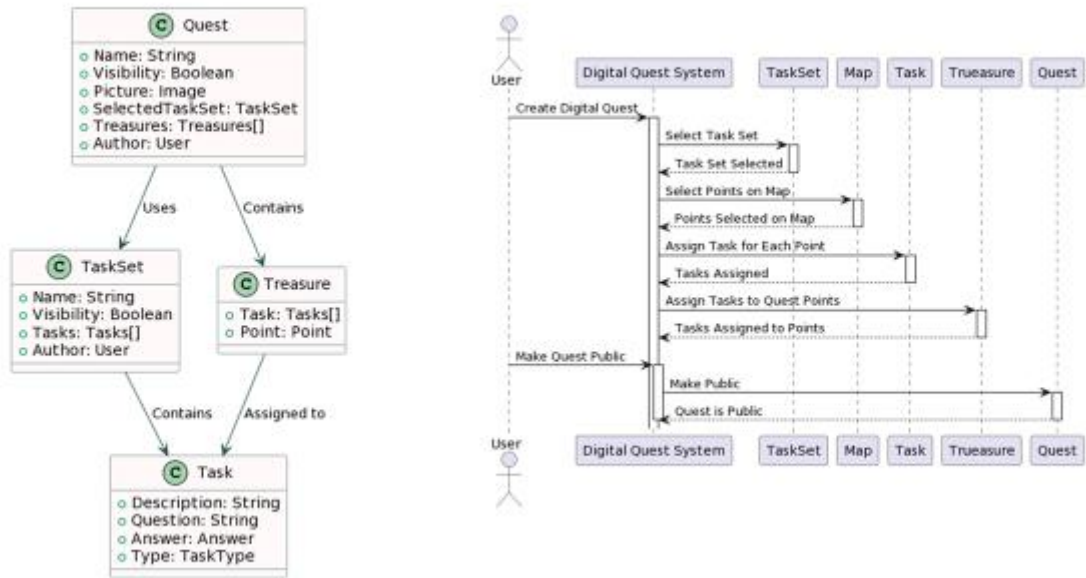 C Quest
Name: String
Visibility: Boolean
Picture: Image
SelectedTaskSet: TaskSet
Treasures: Treasures[]
Author: User
Uses
Contains
C TaskSet
Name: String
Visibility: Boolean
Tasks: Tasks[]
Author: User
C Treasure
Task: Tasks[]
Point: Point
Contains
Assigned to
C Task
Description: String
Question: String
Answer: Answer
Type: TaskType
User
Digital Quest System
TaskSet
Map
Task
Trueasure
Quest
Create Digital Quest
Select Task Set
Task Set Selected
Select Points on Map
Points Selected on Map
Assign Task for Each Point
Tasks Assigned
Assign Tasks to Quest Points
Tasks Assigned to Points
Make Quest Public
Make Public
Quest is Public
User
Digital Quest System
TaskSet
Map
Task
Trueasure
Quest